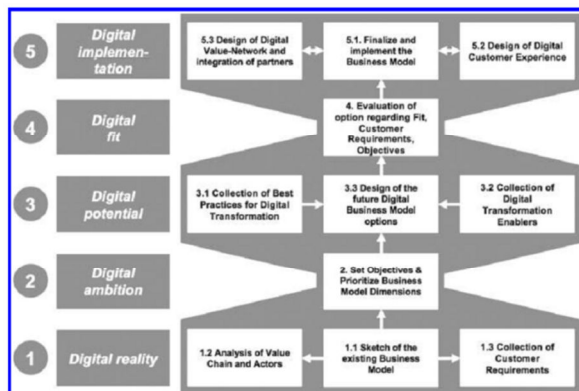 5
Digital
implemen-
tation
5.3 Design of Digital
Value-Network and
integration of partners
5.1. Finalize and
implement the
Business Model
5.2 Design of Digital
Customer Experience
4
Digital
fit
4. Evaluation of
option regarding Fit,
Customer
Requirements,
Objectives
3
Digital
potential
3.1 Collection of Best
Practices for Digital
Transformation
3.3 Design of the
future Digital
Business Model
options
3.2 Collection of
Digital
Transformation
Enablers
2
Digital
ambition
2. Set Objectives &
Prioritize Business
Model Dimensions
1
Digital reality
1.2 Analysis of Value
Chain and Actors
1.1 Sketch of the
existing Business
Model
1.3 Collection of
Customer
Requirements